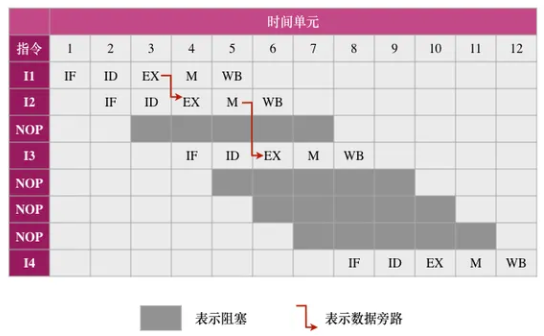 时间单元
指令 1 2 3 4 5 6 7 8 9 10 11 12
I1 IF ID EX M WB
I2 IF ID EX M WB
NOP
I3 IF ID EX M WB
NOP
NOP
NOP
I4 IF ID EX M WB
表示阻塞 表示数据旁路